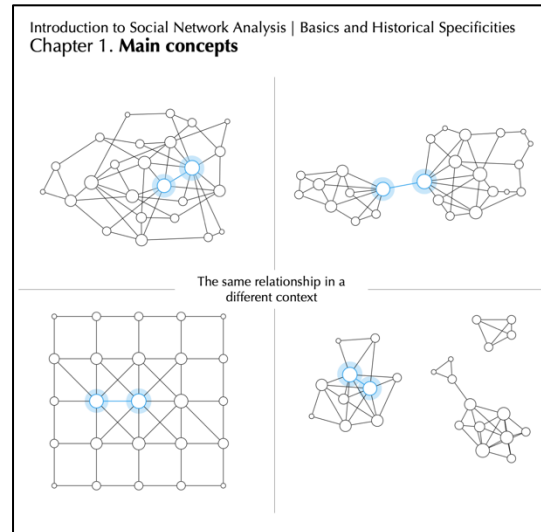 Introduction to Social Network Analysis | Basics and Historical Specificities
Chapter 1. Main concepts
The same relationship in a
different context